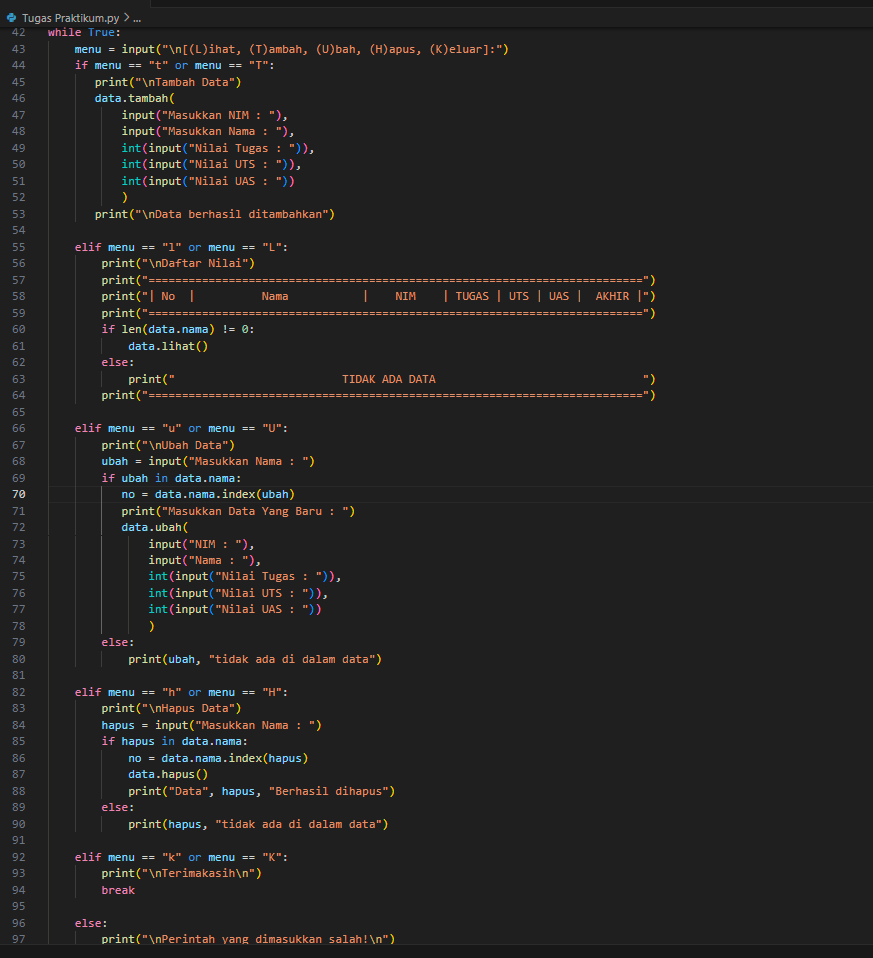 Tugas Praktikum.py > ...
42 while True:
43 menu = input("\n[(L)ihat, (T)ambah, (U)bah, (H)apus, (K)eluar]:")
44 if menu == "t" or menu == "T":
45 print("\nTambah Data")
46 data.tambah(
47 input("Masukkan NIM : "),
48 input("Masukkan Nama : "),
49 int(input("Nilai Tugas : ")),
50 int(input("Nilai UTS : ")),
51 int(input("Nilai UAS : "))
52 )
53 print("\nData berhasil ditambahkan")
54
55 elif menu == "l" or menu == "L":
56 print("\nDaftar Nilai")
57 print("==========================================================================")
58 print("| No  |          Nama           |    NIM    | TUGAS | UTS | UAS |  AKHIR |")
59 print("==========================================================================")
60 if len(data.nama) != 0:
61 data.lihat()
62 else:
63 print("                         TIDAK ADA DATA                               ")
64 print("==========================================================================")
65
66 elif menu == "u" or menu == "U":
67 print("\nUbah Data")
68 ubah = input("Masukkan Nama : ")
69 if ubah in data.nama:
70 no = data.nama.index(ubah)
71 print("Masukkan Data Yang Baru : ")
72 data.ubah(
73 input("NIM : "),
74 input("Nama : "),
75 int(input("Nilai Tugas : ")),
76 int(input("Nilai UTS : ")),
77 int(input("Nilai UAS : "))
78 )
79 else:
80 print(ubah, "tidak ada di dalam data")
81
82 elif menu == "h" or menu == "H":
83 print("\nHapus Data")
84 hapus = input("Masukkan Nama : ")
85 if hapus in data.nama:
86 no = data.nama.index(hapus)
87 data.hapus()
88 print("Data", hapus, "Berhasil dihapus")
89 else:
90 print(hapus, "tidak ada di dalam data")
91
92 elif menu == "k" or menu == "K":
93 print("\nTerimakasih\n")
94 break
95
96 else:
97 print("\nPerintah yang dimasukkan salah!\n")